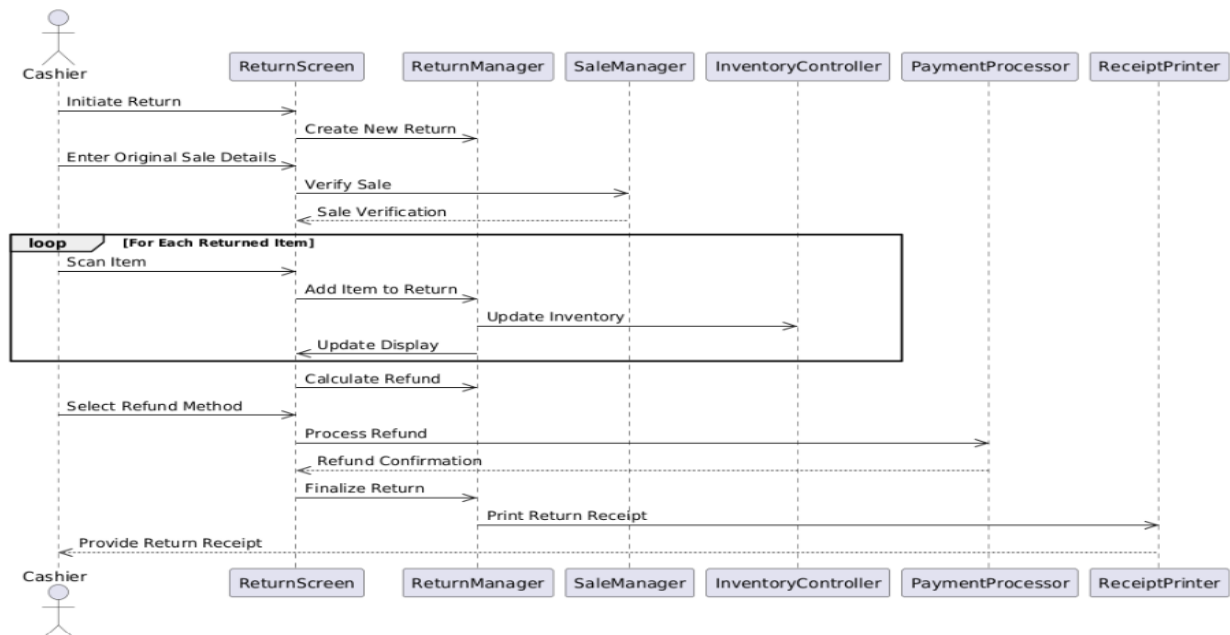 Cashier
ReturnScreen ReturnManager SaleManager InventoryController PaymentProcessor ReceiptPrinter
Initiate Return
Create New Return
Enter Original Sale Details
Verify Sale
Sale Verification
loop [For Each Returned Item]
Scan Item
Add Item to Return
Update Inventory
Update Display
Calculate Refund
Select Refund Method
Process Refund
Refund Confirmation
Finalize Return
Print Return Receipt
Provide Return Receipt
Cashier
ReturnScreen ReturnManager SaleManager InventoryController PaymentProcessor ReceiptPrinter